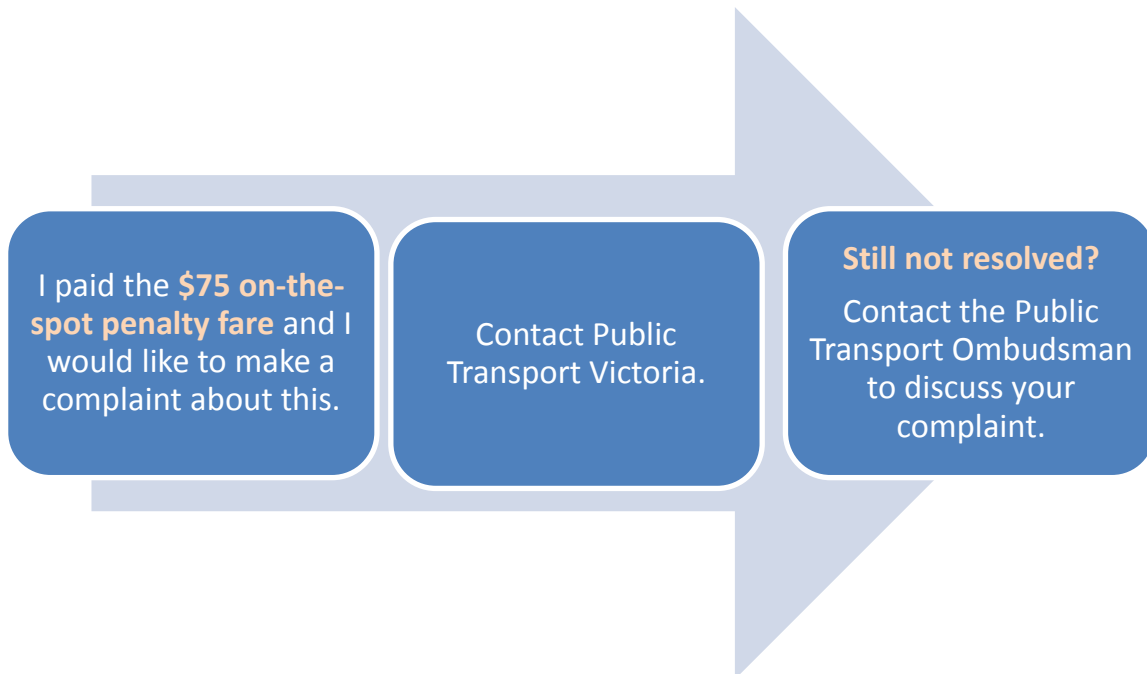 I paid the $75 on-the-
spot penalty fare and I
would like to make a
complaint about this.
Contact Public
Transport Victoria.
Still not resolved?
Contact the Public
Transport Ombudsman
to discuss your
complaint.